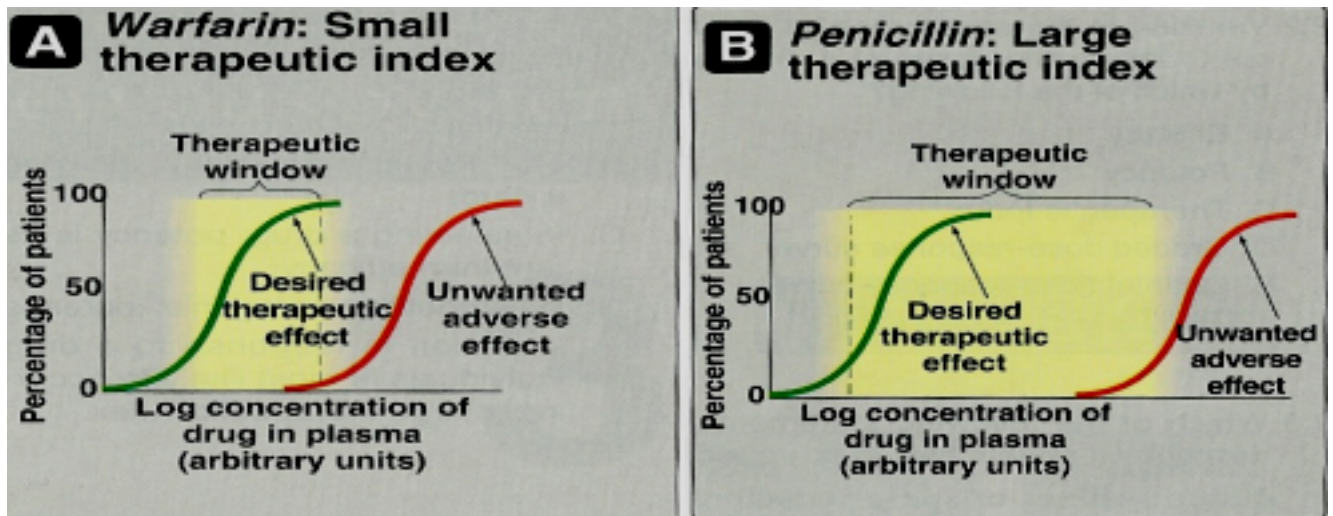 A
Warfarin: Small
therapeutic index
Therapeutic
window
Percentage of patients
100
50
0
Desired
therapeutic
effect
Unwanted
adverse
effect
Log concentration of
drug in plasma
(arbitrary units)
B
Penicillin: Large
therapeutic index
Therapeutic
window
Percentage of patients
100
50
0
Desired
therapeutic
effect
Unwanted
adverse
effect
Log concentration of
drug in plasma
(arbitrary units)